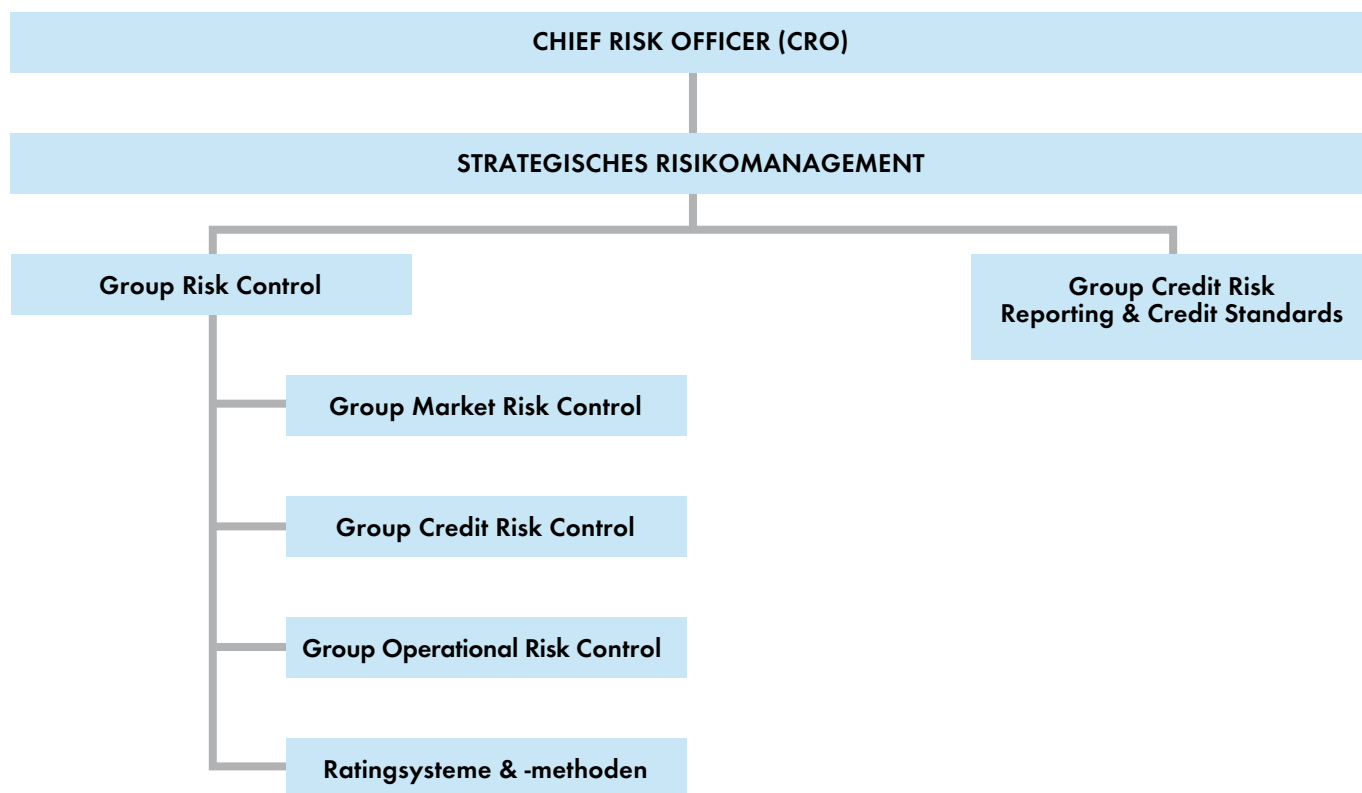 CHIEF RISK OFFICER (CRO)
STRATEGISCHES RISIKOMANAGEMENT
Group Risk Control
Group Credit Risk
Reporting & Credit Standards
Group Market Risk Control
Group Credit Risk Control
Group Operational Risk Control
Ratingsysteme & -methoden